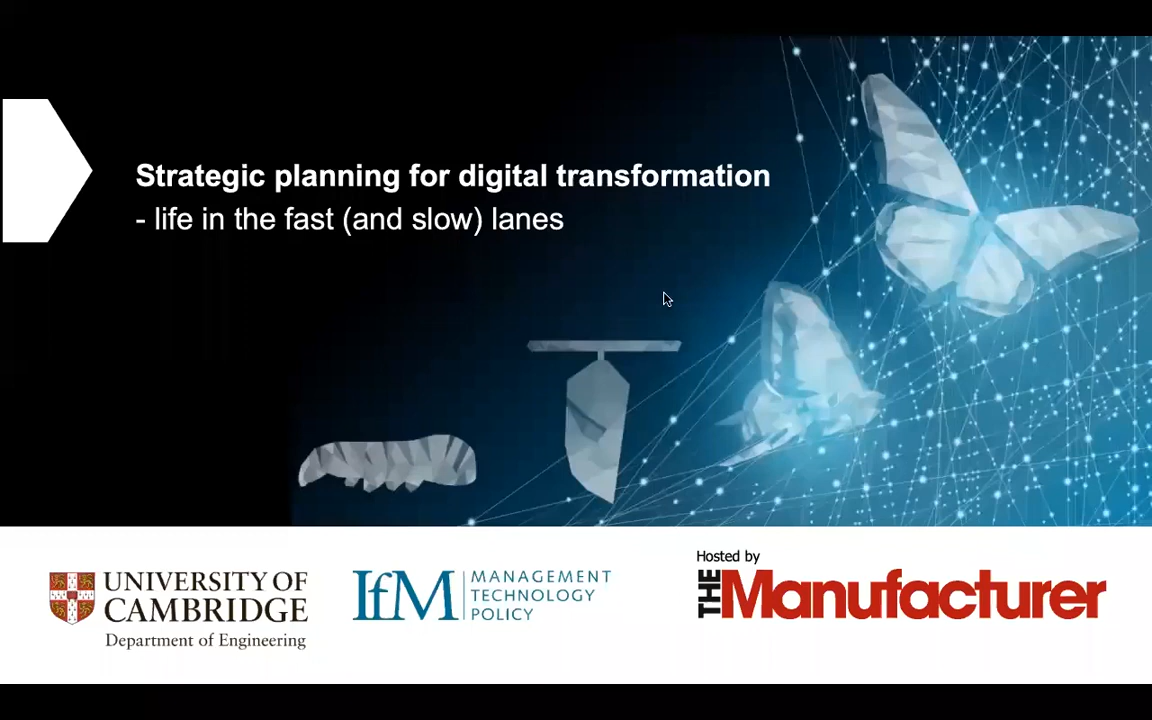 Strategic planning for digital transformation
- life in the fast (and slow) lanes
UNIVERSITY OF
CAMBRIDGE
Department of Engineering
IfM
MANAGEMENT
TECHNOLOGY
POLICY
Hosted by
THE Manufacturer